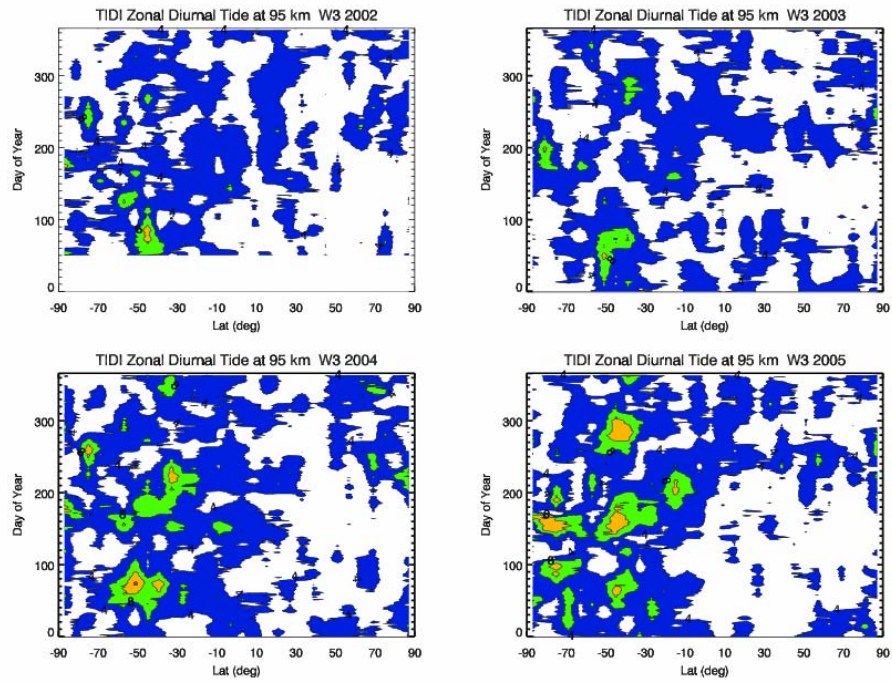 TIDI Zonal Diurnal Tide at 95 km W3 2002
Day of Year
300
200
100
0
-90 -70 -50 -30 -10 10 30 50 70 90
Lat (deg)
TIDI Zonal Diurnal Tide at 95 km W3 2003
Day of Year
300
200
100
0
-90 -70 -50 -30 -10 10 30 50 70 90
Lat (deg)
TIDI Zonal Diurnal Tide at 95 km W3 2004
Day of Year
300
200
100
0
-90 -70 -50 -30 -10 10 30 50 70 90
Lat (deg)
TIDI Zonal Diurnal Tide at 95 km W3 2005
Day of Year
300
200
100
0
-90 -70 -50 -30 -10 10 30 50 70 90
Lat (deg)